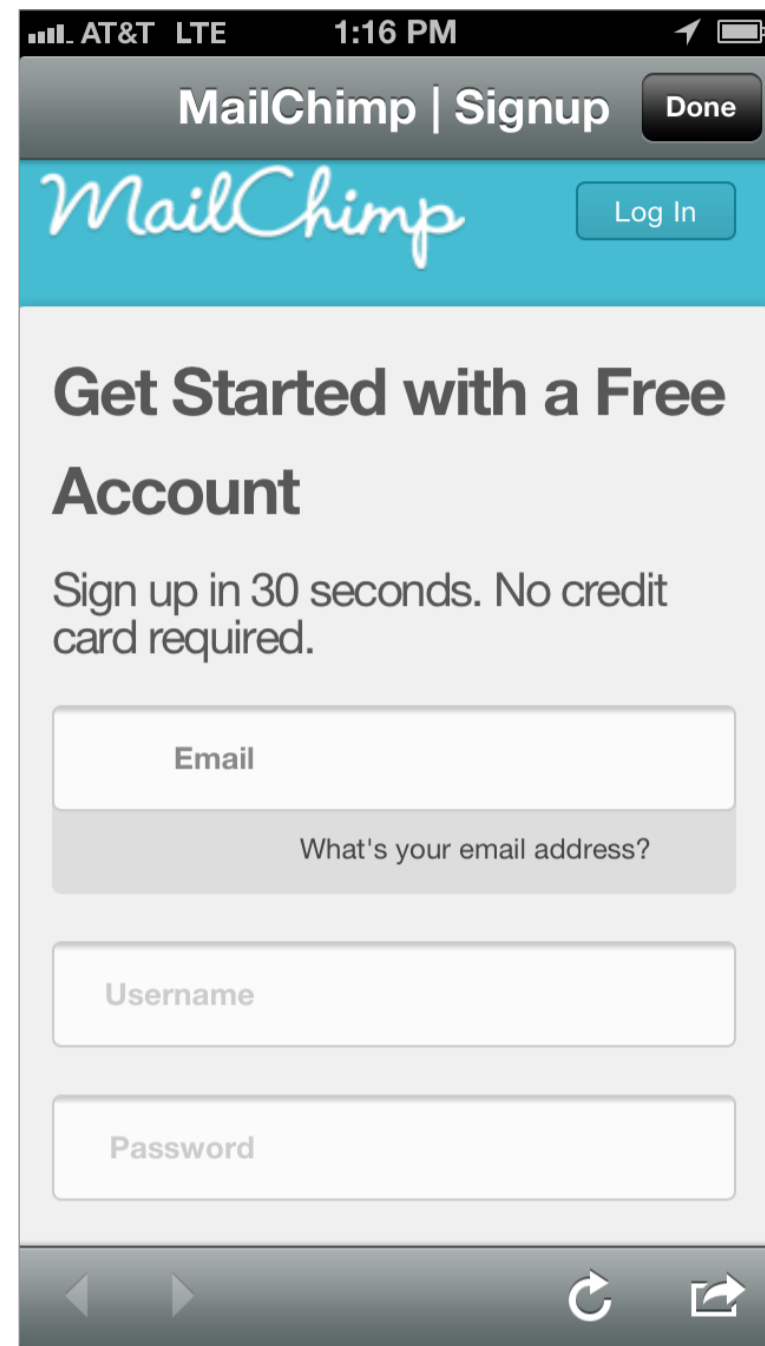 AT&T LTE 1:16 PM
MailChimp | Signup Done
MailChimp Log In
Get Started with a Free
Account
Sign up in 30 seconds. No credit
card required.
Email
What's your email address?
Username
Password